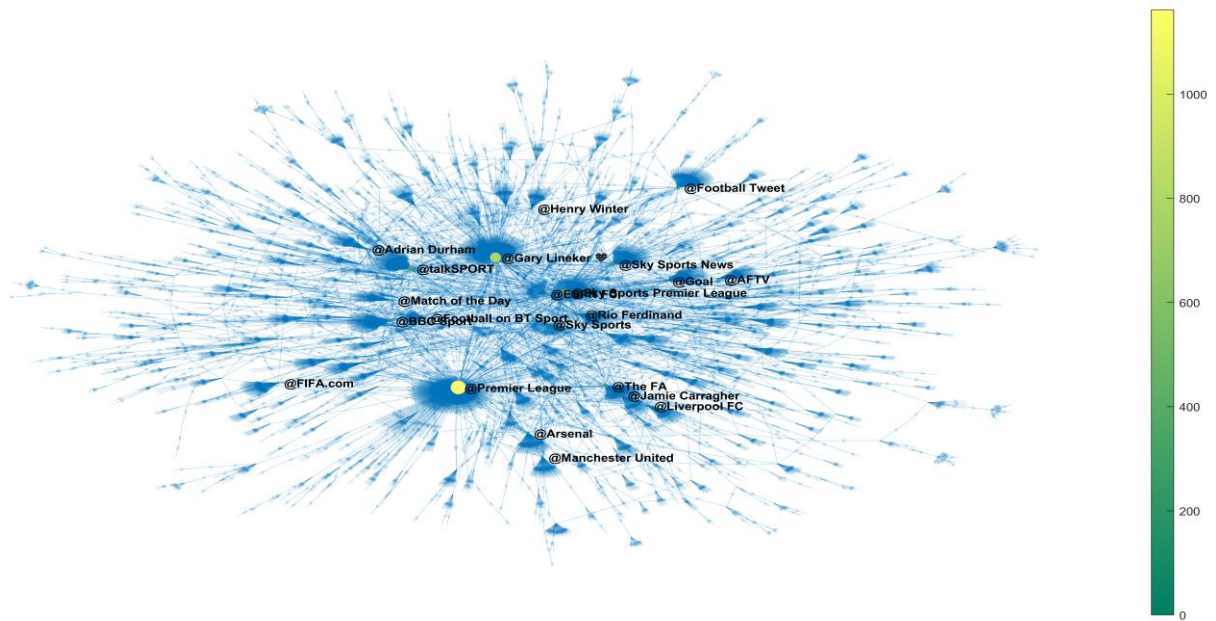 1000
@Football Tweet
@Henry Winter
800
@Adrian Durham
@Gary Lineker 🖤
@Sky Sports News
@talkSPORT
@Goal
@AFTV
@Sky Sports Premier League
@Match of the Day
600
@Rio Ferdinand
@Football on BT Sport
@BBC Sport
@Sky Sports
@FIFA.com
@Premier League
@The FA
@Jamie Carragher
@Liverpool FC
400
@Arsenal
@Manchester United
200
0